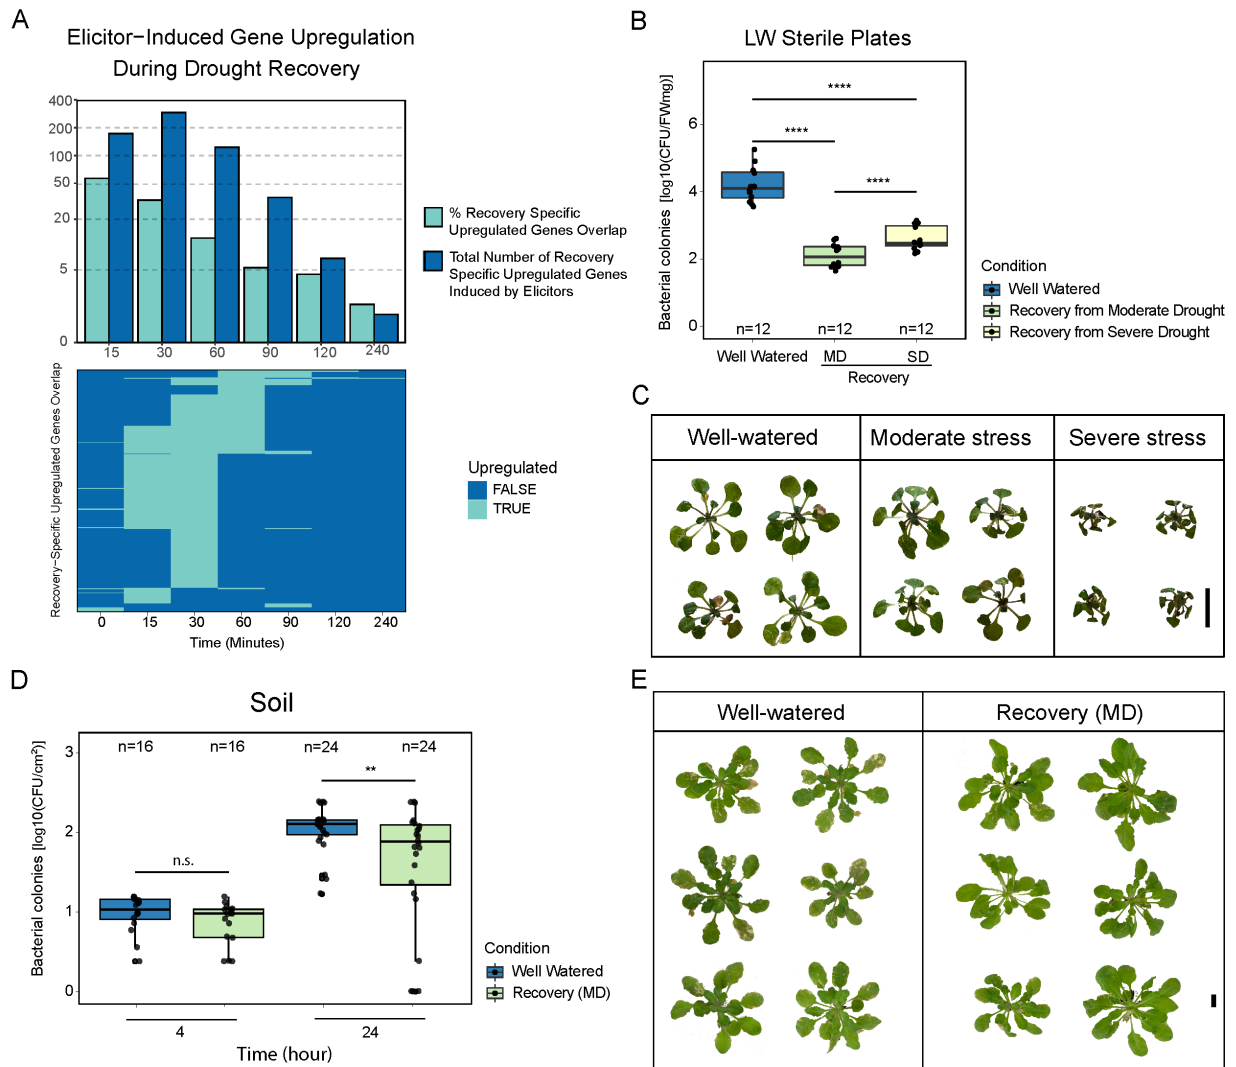 A
Elicitor−Induced Gene Upregulation
During Drought Recovery
400
200
100
50
20
5
0
15 30 60 90 120 240
% Recovery Specific
Upregulated Genes Overlap
Total Number of Recovery
Specific Upregulated Genes
Induced by Elicitors
Recovery−Specific Upregulated Genes Overlap
Upregulated
FALSE
TRUE
0 15 30 60 90 120 240
Time (Minutes)
B
LW Sterile Plates
Bacterial colonies [log10(CFU/FWmg)]
6
4
2
0
****
****
****
n=12 n=12 n=12
Well Watered MD SD
Recovery
Condition
Well Watered
Recovery from Moderate Drought
Recovery from Severe Drought
C
Well-watered Moderate stress Severe stress
D
Soil
Bacterial colonies [log10(CFU/cm²)]
3
2
1
0
n=16 n=16 n=24 n=24
n.s.
**
4 24
Time (hour)
Condition
Well Watered
Recovery (MD)
E
Well-watered Recovery (MD)